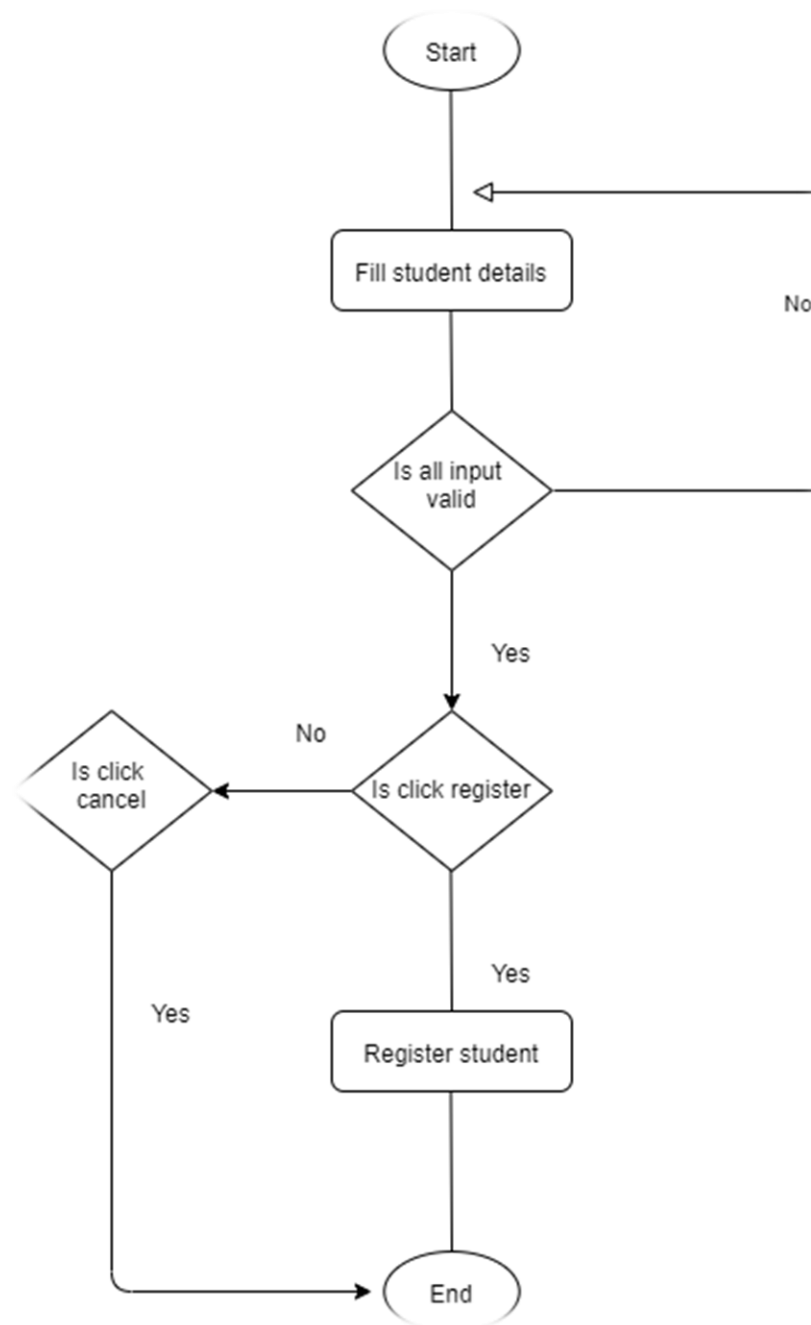 Start
Fill student details
No
Is all input
valid
Yes
No
Is click
cancel
Is click register
Yes
Yes
Register student
End